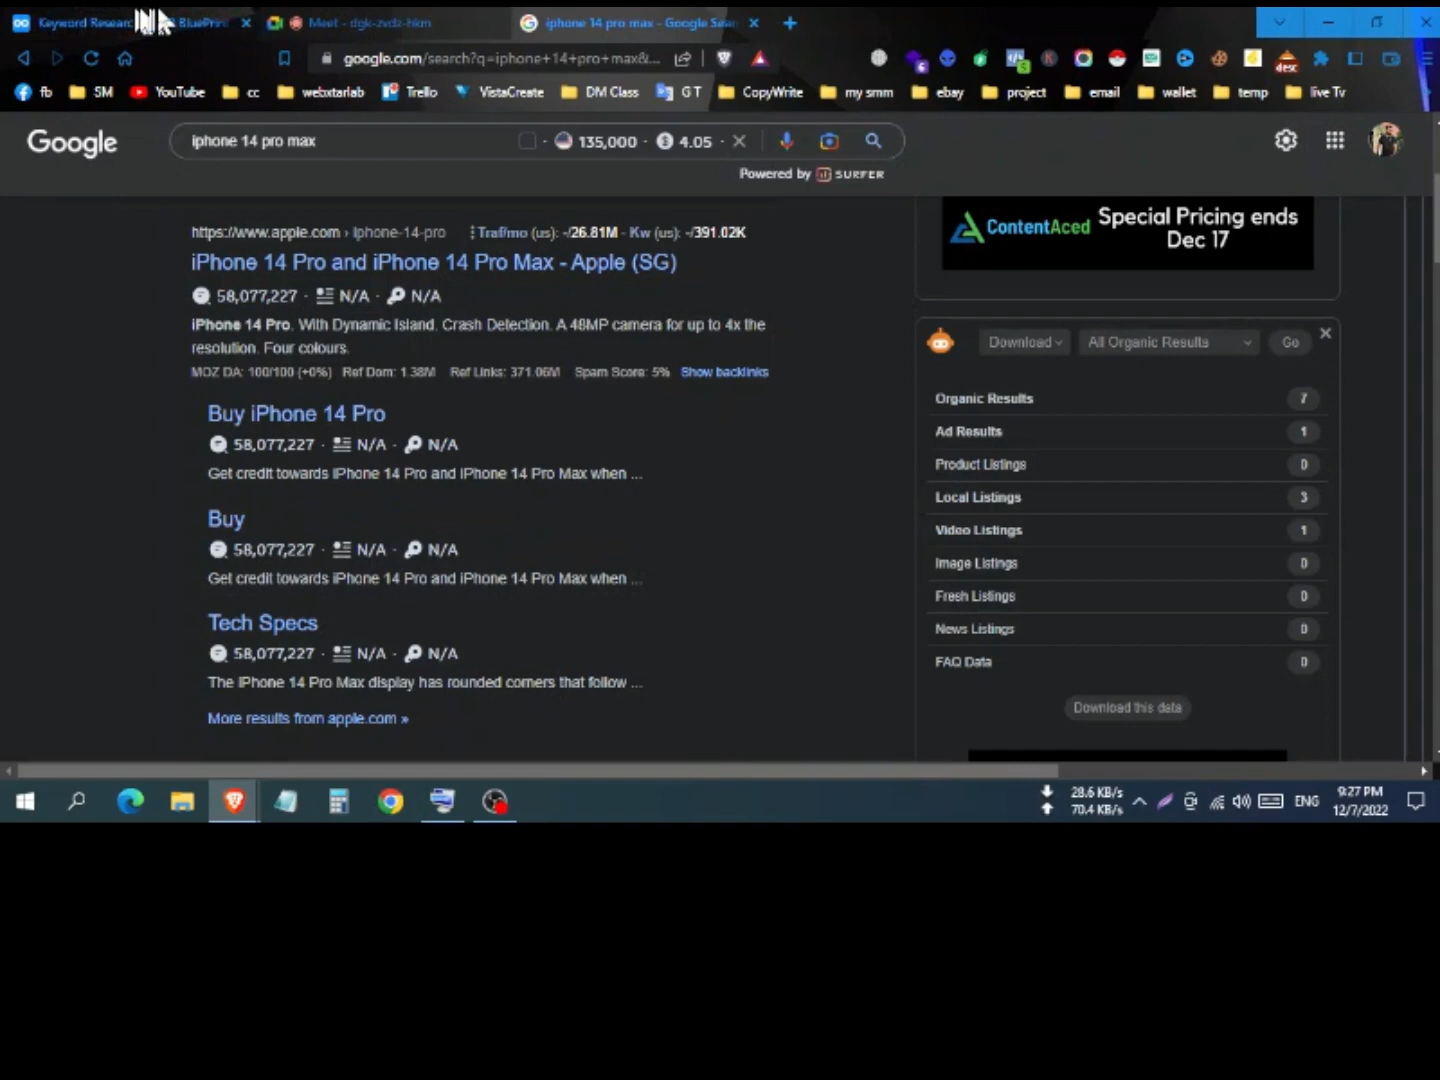 Keyword Resear BluePrint
Meet - dgk-zvdz-hkm
iphone 14 pro max - Google Sea
google.com/search?q=iphone+14+pro+max&...
6
5
desc
fb
SM
YouTube
cc
webxtarlab
Trello
VistaCreate
DM Class
G T
CopyWrite
my smm
ebay
project
email
wallet
temp
live Tv
Google
iphone 14 pro max
135,000 · 4.05 ·
Powered by SURFER
https://www.apple.com › iphone-14-pro
Traf/mo (us): ~/26.81M - Kw (us): ~/391.02K
iPhone 14 Pro and iPhone 14 Pro Max - Apple (SG)
58,077,227 · N/A · N/A
iPhone 14 Pro. With Dynamic Island. Crash Detection. A 48MP camera for up to 4x the
resolution. Four colours.
MOZ DA: 100/100 (+0%) Ref Dom: 1.38M Ref Links: 371.06M Spam Score: 5% Show backlinks
Buy iPhone 14 Pro
58,077,227 · N/A · N/A
Get credit towards iPhone 14 Pro and iPhone 14 Pro Max when ...
Buy
58,077,227 · N/A · N/A
Get credit towards iPhone 14 Pro and iPhone 14 Pro Max when ...
Tech Specs
58,077,227 · N/A · N/A
The iPhone 14 Pro Max display has rounded corners that follow ...
More results from apple.com »
ContentAced
Special Pricing ends
Dec 17
Download
All Organic Results
Go
Organic Results 7
Ad Results 1
Product Listings 0
Local Listings 3
Video Listings 1
Image Listings 0
Fresh Listings 0
News Listings 0
FAQ Data 0
Download this data
28.6 KB/s
70.4 KB/s
ENG
9:27 PM
12/7/2022